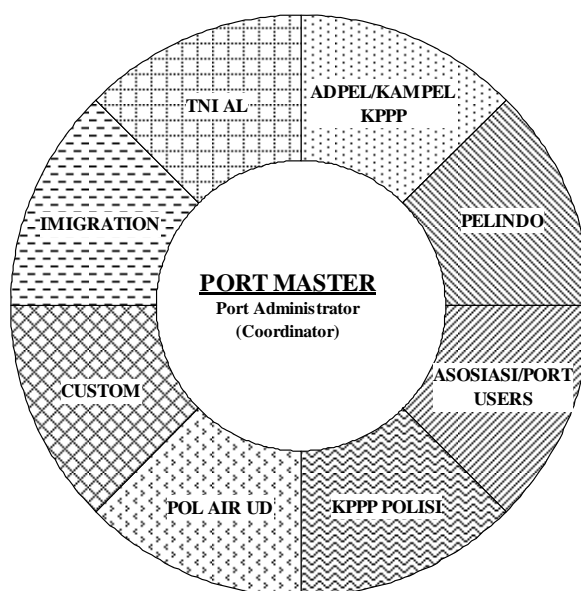 TNI AL
ADPEL/KAMPEL
KPPP
IMIGRATION
PELINDO
PORT MASTER
Port Administrator
(Coordinator)
CUSTOM
ASOSIASI/PORT
USERS
POL AIR UD
KPPP POLISI